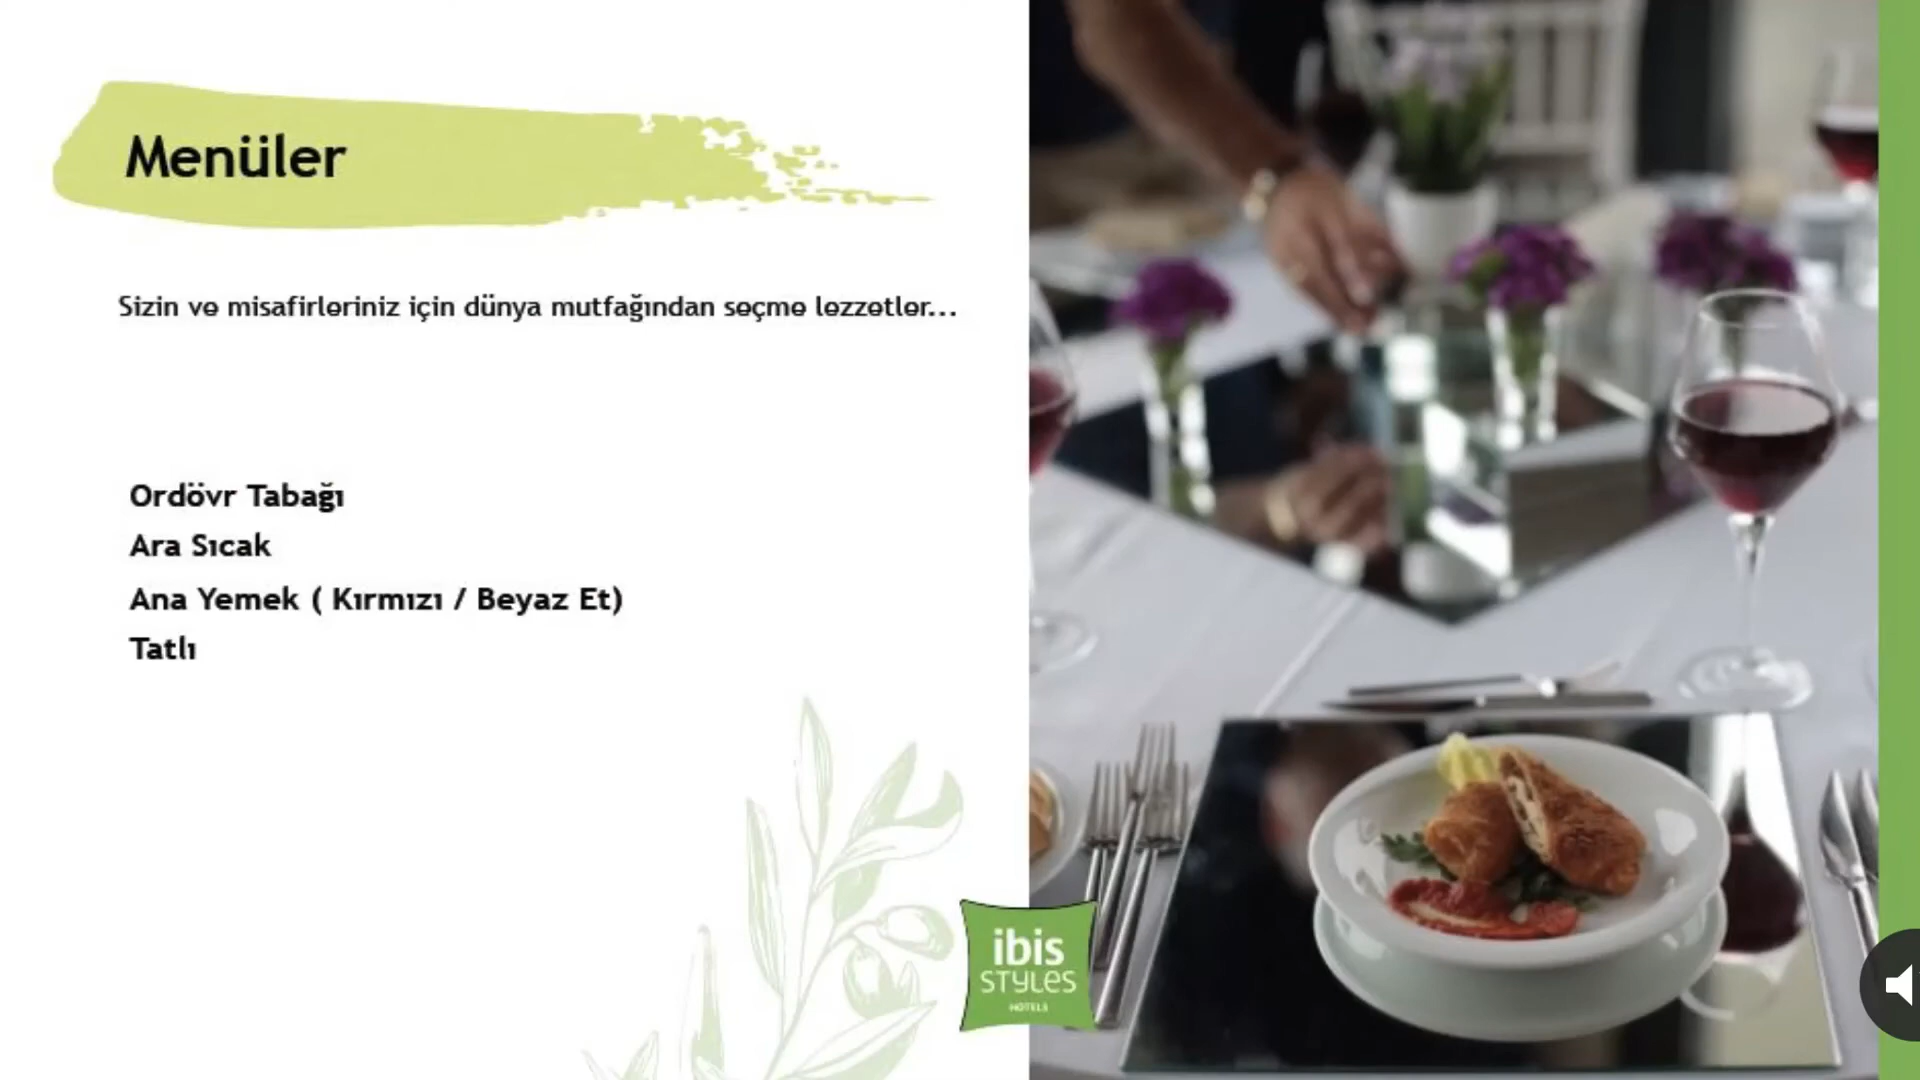 Menüler
Sizin ve misafirleriniz için dünya mutfağından seçme lezzetler...
Ordövr Tabağı
Ara Sıcak
Ana Yemek ( Kırmızı / Beyaz Et)
Tatlı
ibis
STYLES
HOTELS